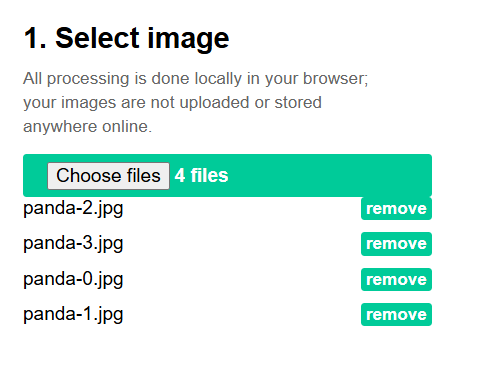 1. Select image
All processing is done locally in your browser;
your images are not uploaded or stored
anywhere online.
Choose files 4 files
panda-2.jpg remove
panda-3.jpg remove
panda-0.jpg remove
panda-1.jpg remove